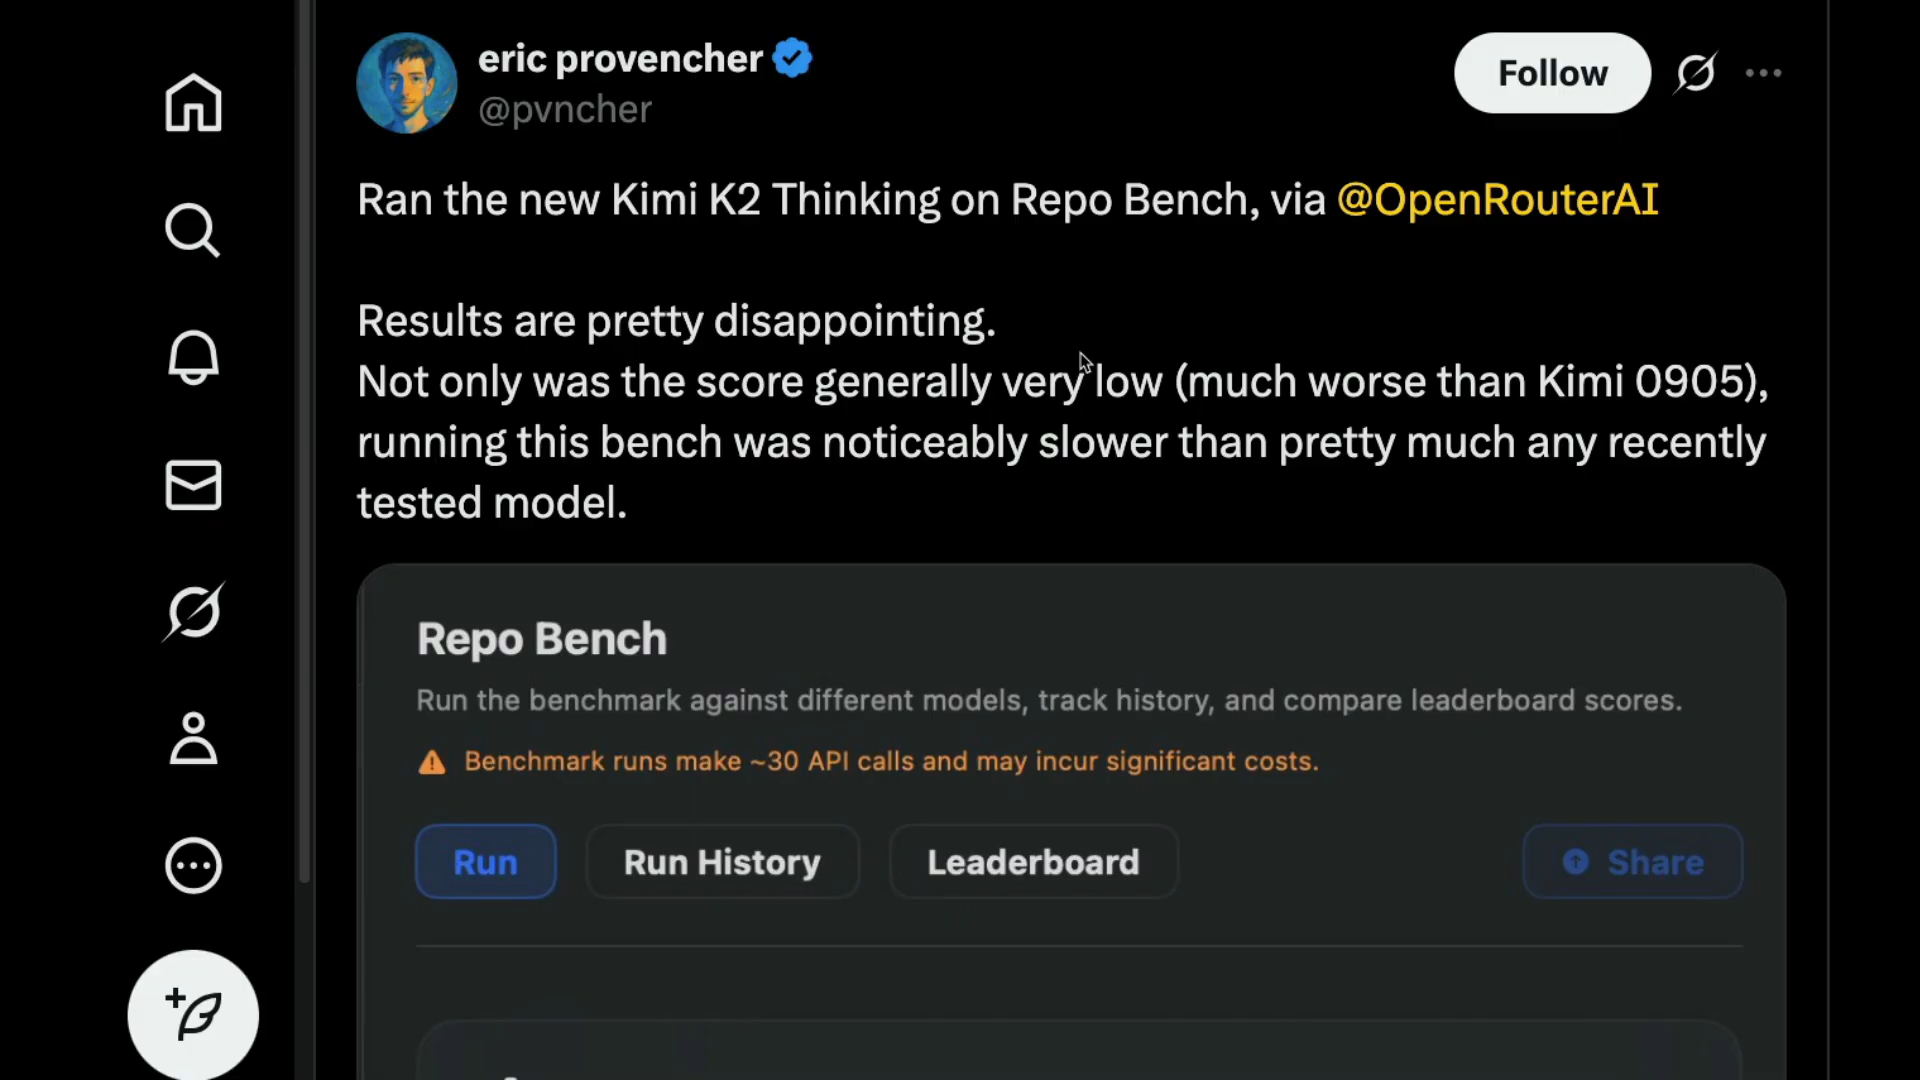 eric provencher
@pvncher
Follow
Ran the new Kimi K2 Thinking on Repo Bench, via @OpenRouterAI
Results are pretty disappointing.
Not only was the score generally very low (much worse than Kimi 0905),
running this bench was noticeably slower than pretty much any recently
tested model.
Repo Bench
Run the benchmark against different models, track history, and compare leaderboard scores.
Benchmark runs make ~30 API calls and may incur significant costs.
Run
Run History
Leaderboard
Share